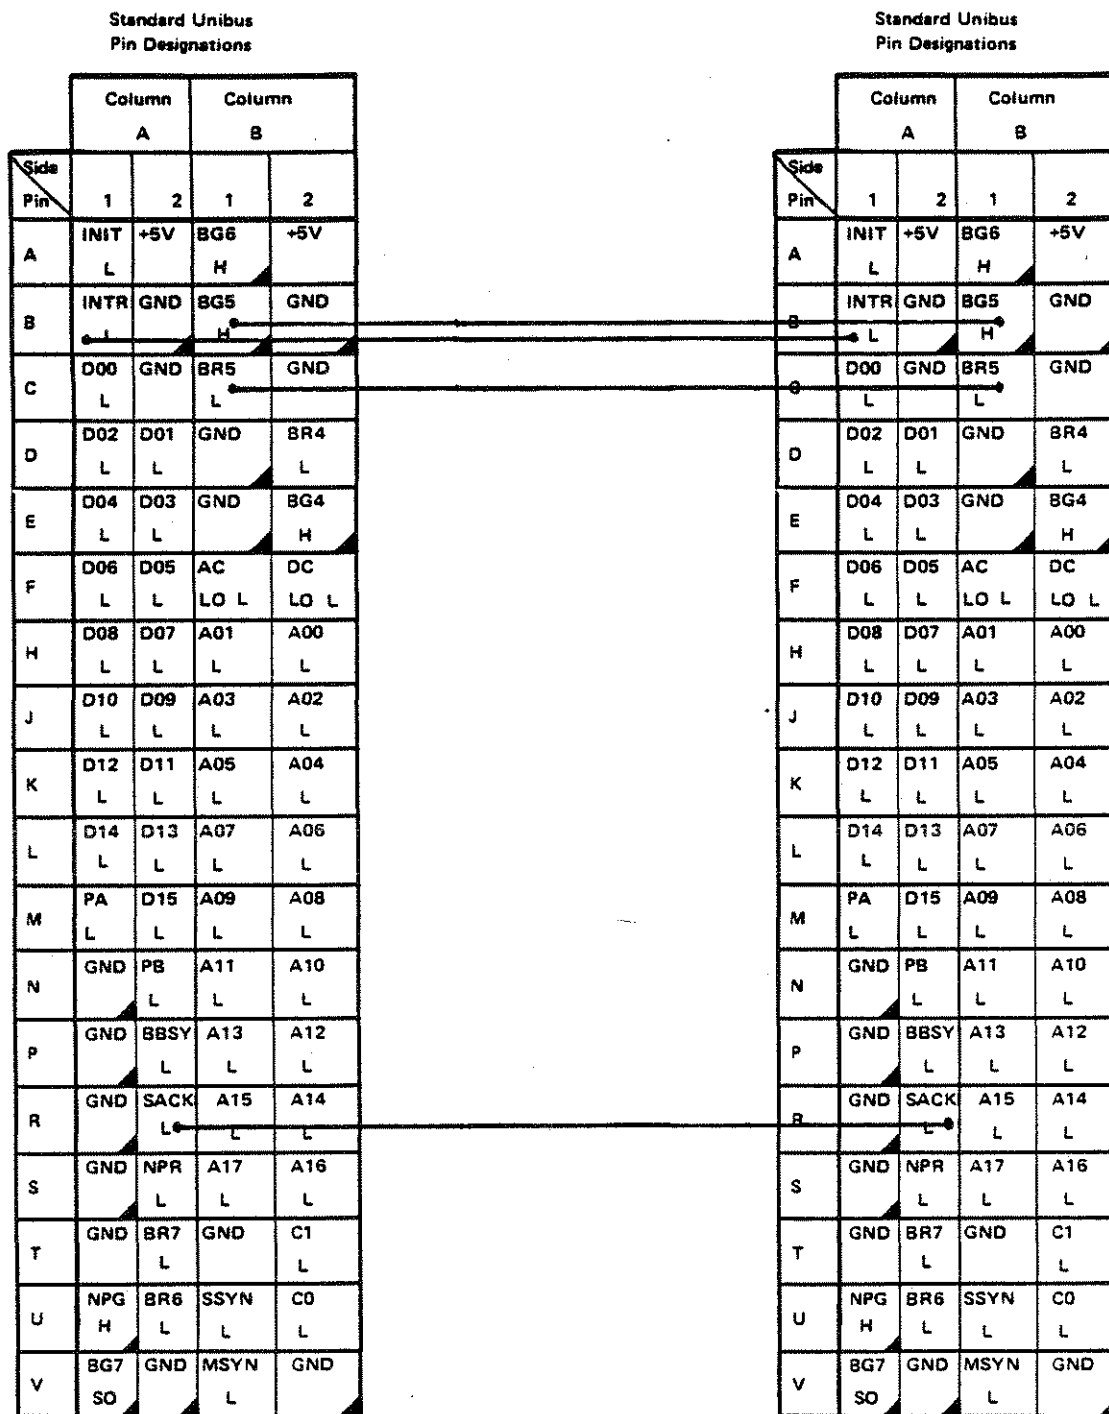 Standard Unibus Standard Unibus
Pin Designations Pin Designations
Column Column Column Column
A B A B
Side Side
Pin 1 2 1 2 Pin 1 2 1 2
INIT +5V BG6 +5V INIT +5V BG6 +5V
A L H A L H
INTR GND BG5 GND INTR GND BG5 GND
B L H B L H
D00 GND BR5 GND D00 GND BR5 GND
C L L C L L
D02 D01 GND BR4 D02 D01 GND BR4
D L L L D L L L
D04 D03 GND BG4 D04 D03 GND BG4
E L L H E L L H
D06 D05 AC DC D06 D05 AC DC
F L L LO L LO L F L L LO L LO L
D08 D07 A01 A00 D08 D07 A01 A00
H L L L L H L L L L
D10 D09 A03 A02 D10 D09 A03 A02
J L L L L J L L L L
D12 D11 A05 A04 D12 D11 A05 A04
K L L L L K L L L L
D14 D13 A07 A06 D14 D13 A07 A06
L L L L L L L L L L
PA D15 A09 A08 PA D15 A09 A08
M L L L L M L L L L
GND PB A11 A10 GND PB A11 A10
N L L L N L L L
GND BBSY A13 A12 GND BBSY A13 A12
P L L L P L L L
GND SACK A15 A14 GND SACK A15 A14
R L L L R L L L
GND NPR A17 A16 GND NPR A17 A16
S L L L S L L L
GND BR7 GND C1 GND BR7 GND C1
T L L T L L
NPG BR6 SSYN C0 NPG BR6 SSYN C0
U H L L L U H L L L
BG7 GND MSYN GND BG7 GND MSYN GND
V SO L V SO L